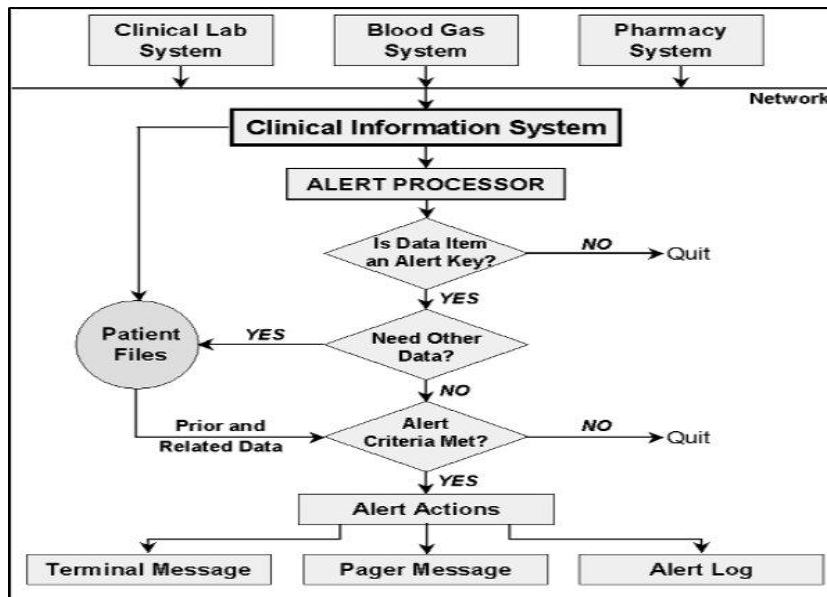 Clinical Lab
System
Blood Gas
System
Pharmacy
System
Network
Clinical Information System
ALERT PROCESSOR
Is Data Item
an Alert Key?
NO
Quit
YES
Need Other
Data?
YES
Patient
Files
NO
Prior and
Related Data
Alert
Criteria Met?
NO
Quit
YES
Alert Actions
Terminal Message
Pager Message
Alert Log